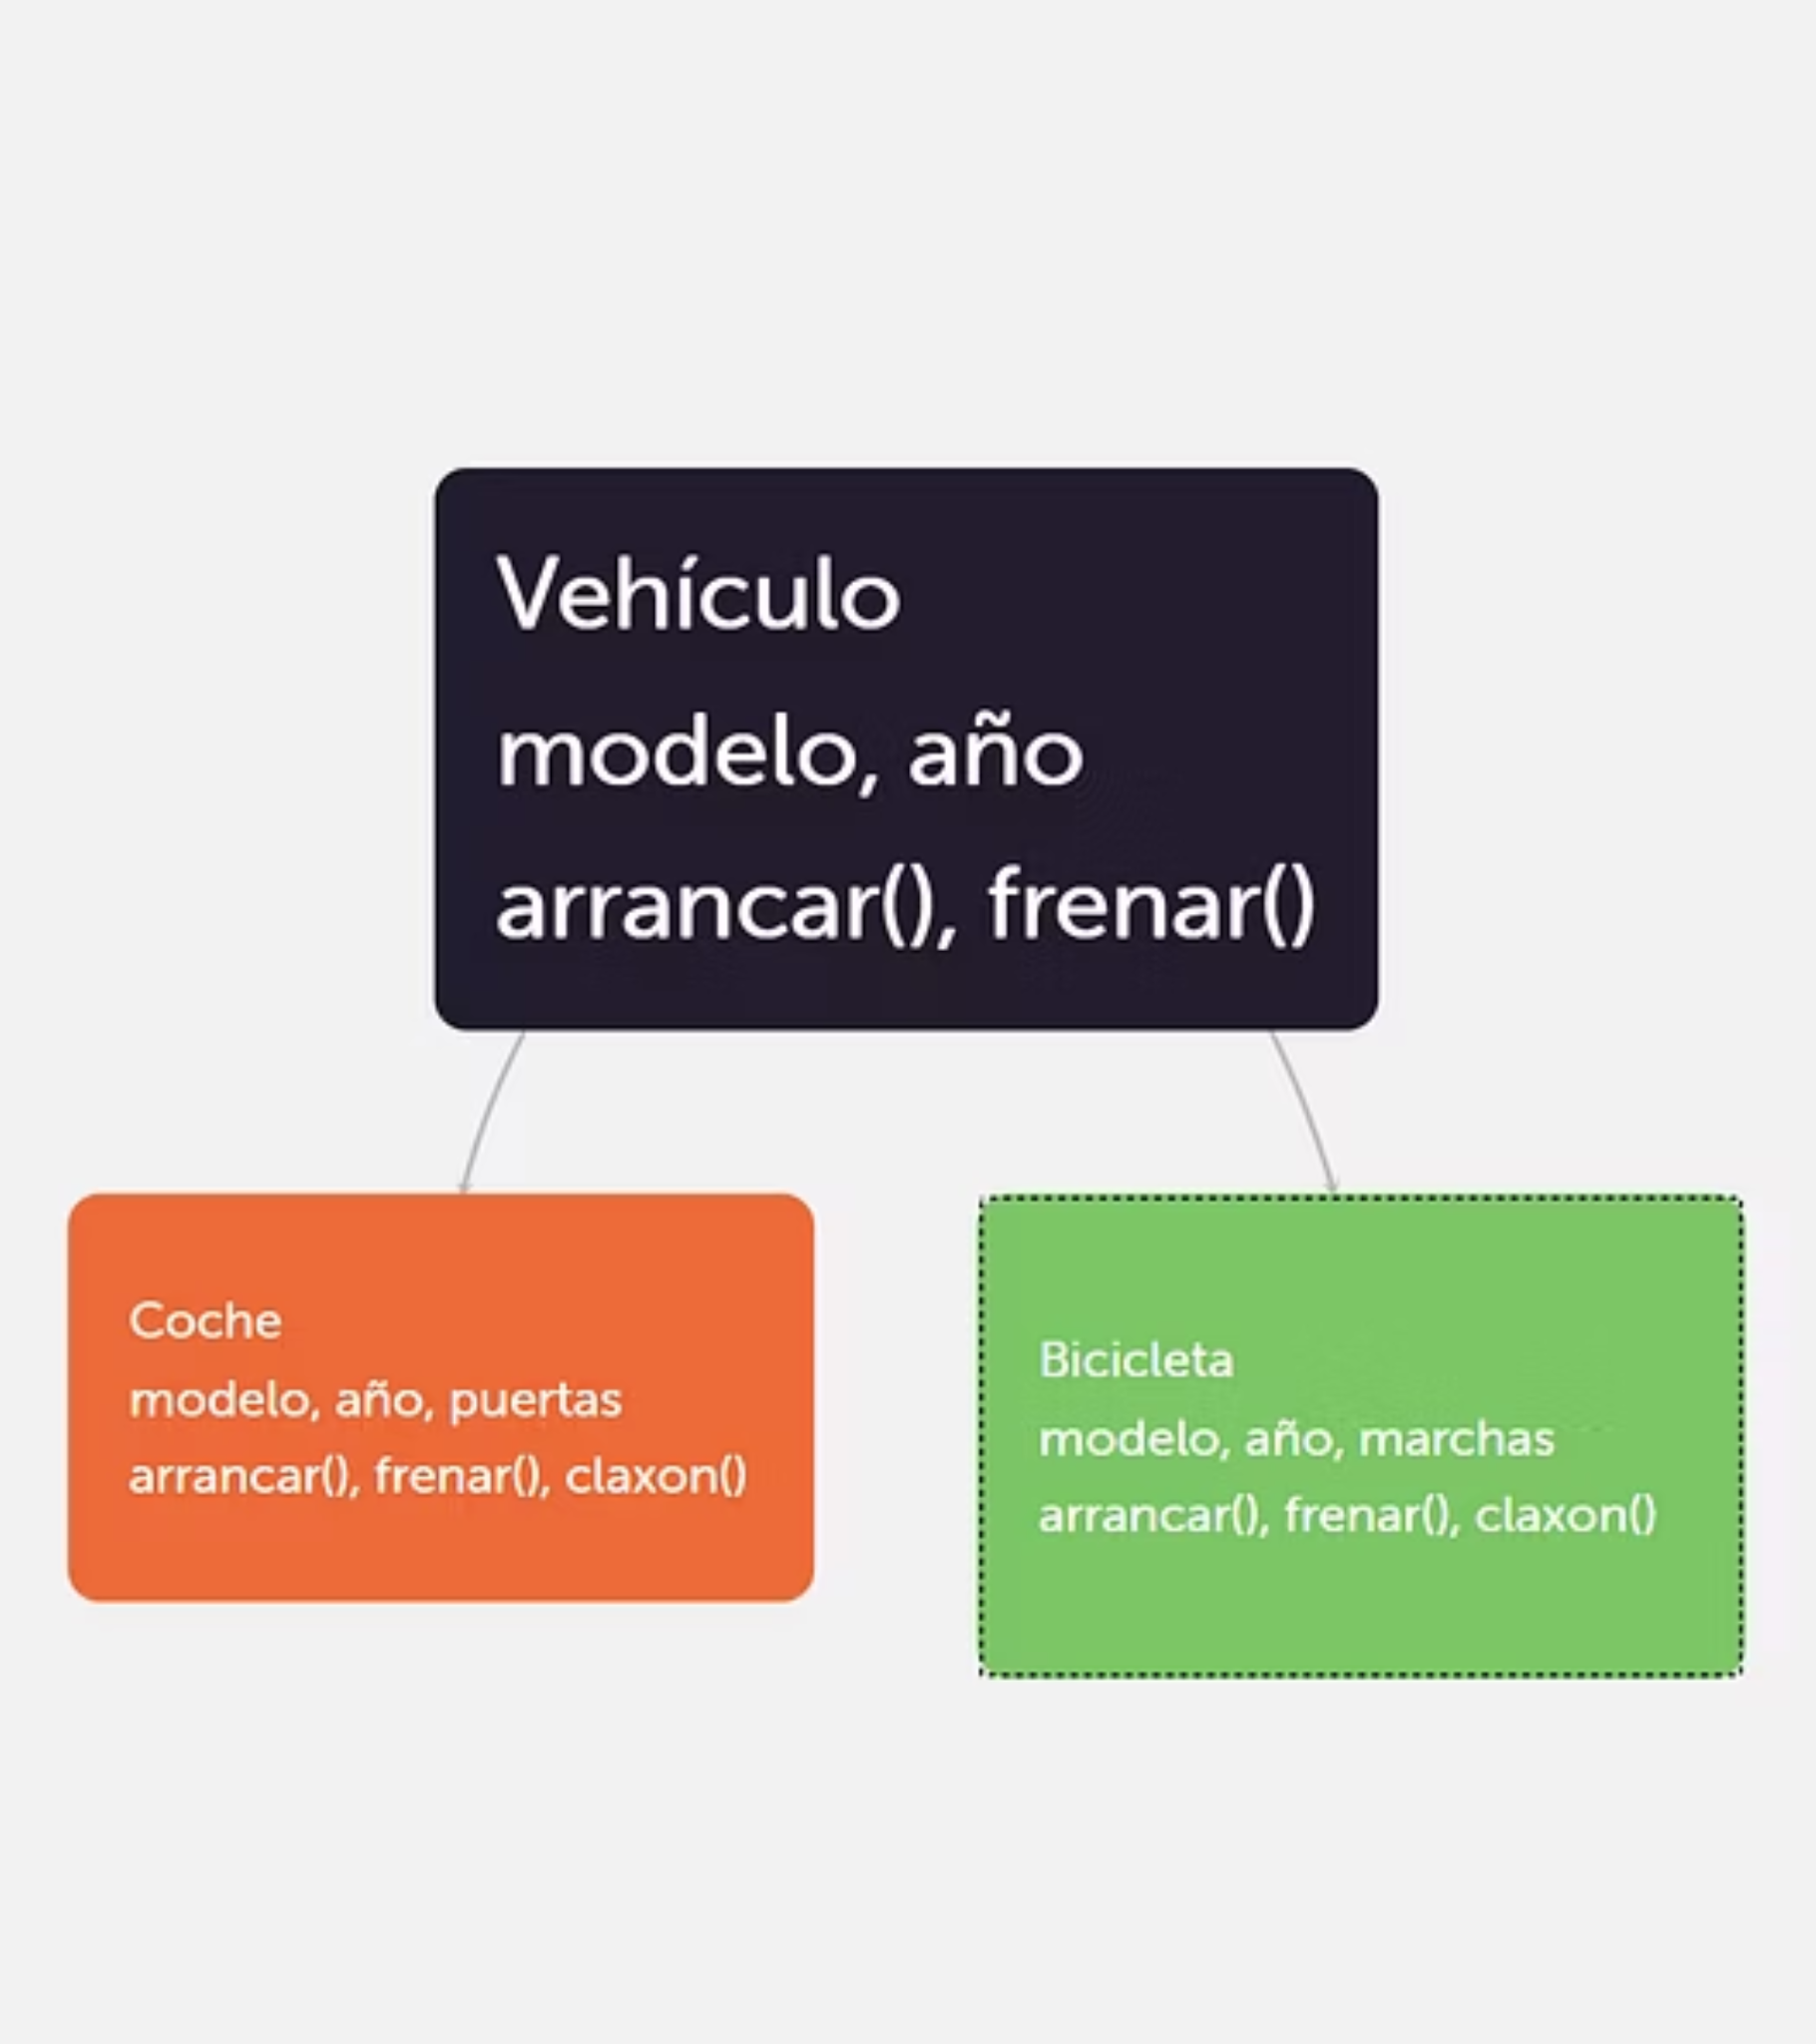 Vehículo
modelo, año
arrancar(), frenar()
Coche
modelo, año, puertas
arrancar(), frenar(), claxon()
Bicicleta
modelo, año, marchas
arrancar(), frenar(), claxon()